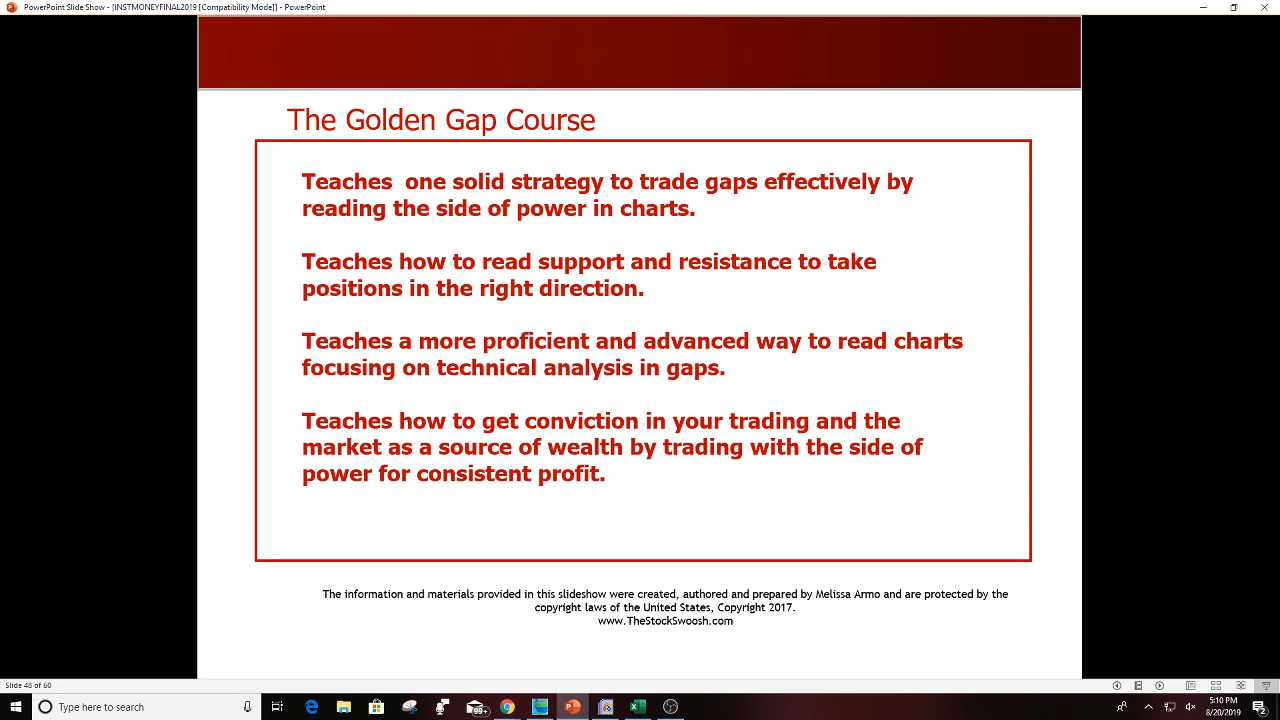 PowerPoint Slide Show - [INSTMONEYFINAL2019 [Compatibility Mode]] - PowerPoint
The Golden Gap Course
Teaches  one solid strategy to trade gaps effectively by
reading the side of power in charts.
Teaches how to read support and resistance to take
positions in the right direction.
Teaches a more proficient and advanced way to read charts
focusing on technical analysis in gaps.
Teaches how to get conviction in your trading and the
market as a source of wealth by trading with the side of
power for consistent profit.
The information and materials provided in this slideshow were created, authored and prepared by Melissa Armo and are protected by the
copyright laws of the United States, Copyright 2017.
www.TheStockSwoosh.com
Slide 48 of 60
Type here to search
99+
5:10 PM
8/20/2019
2